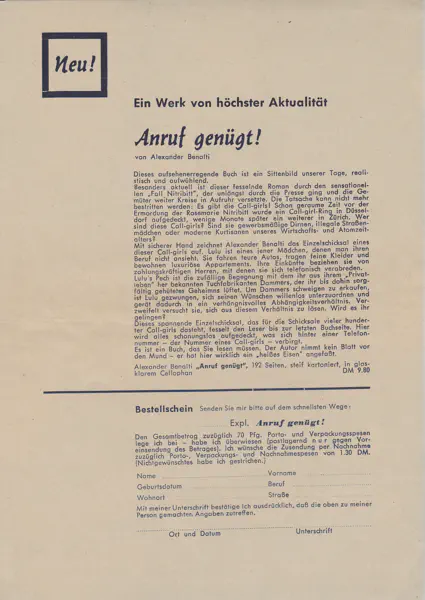 Neu!
Ein Werk von höchster Aktualität
Anruf genügt!
von Alexander Benalti
Dieses aufsehenerregende Buch ist ein Sittenbild unserer Tage, reali-
stisch und aufwühlend.
Besonders aktuell ist dieser fesselnde Roman durch den sensationel-
len „Fall Nitribitt", der unlängst durch die Presse ging und die Ge-
müter weiter Kreise in Aufruhr versetzte. Die Tatsache kann nicht mehr
bestritten werden: Es gibt die Call-girls! Schon geraume Zeit vor der
Ermordung der Rosemarie Nitribitt wurde ein Call-girl-Ring in Düssel-
dorf aufgedeckt, wenige Monate später ein weiterer in Zürich. Wer
sind diese Call-girls? Sind sie gewerbsmäßige Dirnen, illegale Straßen-
mädchen oder moderne Kurtisanen unseres Wirtschafts- und Atomzeit-
alters?
Mit sicherer Hand zeichnet Alexander Benalti das Einzelschicksal eines
dieser Call-girls auf. Lulu ist eines jener Mädchen, denen man ihren
Beruf nicht ansieht. Sie fahren teure Autos, tragen feine Kleider und
bewohnen luxuriöse Appartements. Ihre Einkünfte beziehen sie von
zahlungskräftigen Herren, mit denen sie sich telefonisch verabreden.
Lulu's Pech ist die zufällige Begegnung mit dem ihr aus ihrem „Privat-
leben" her bekannten Tuchfabrikanten Dammers, der ihr bis dahin sorg-
fältig gehütetes Geheimnis lüftet. Um Dammers schweigen zu erkaufen,
ist Lulu gezwungen, sich seinen Wünschen willenlos unterzuordnen und
gerät dadurch in ein verhängnisvolles Abhängigkeitsverhältnis. Ver-
zweifelt versucht sie, sich aus diesem Verhältnis zu lösen. Wird es ihr
gelingen?
Dieses spannende Einzelschicksal, das für die Schicksale vieler hunder-
ter Call-girls dasteht, fesselt den Leser bis zur letzten Buchseite. Hier
wird alles schonungslos aufgedeckt, was sich hinter einer Telefon-
nummer - der Nummer eines Call-girls - verbirgt.
Es ist ein Buch, das Sie lesen müssen. Der Autor nimmt kein Blatt vor
den Mund - er hat hier wirklich ein „heißes Eisen" angefaßt.
Alexander Benalti „Anruf genügt", 192 Seiten, steif kartoniert, in glas-
klarem Cellophan DM 9.80
Bestellschein Senden Sie mir bitte auf dem schnellsten Wege:
Expl. Anruf genügt!
Den Gesamtbetrag zuzüglich 70 Pfg. Porto- und Verpackungsspesen
lege ich bei - habe ich überwiesen (postlagernd nur gegen Vor-
einsendung des Betrages). Ich wünsche die Zusendung per Nachnahme
zuzüglich Porto-, Verpackungs- und Nachnahmespesen von 1.30 DM.
(Nichtgewünschtes habe ich gestrichen.)
Name Vorname
Geburtsdatum Beruf
Wohnort Straße
Mit meiner Unterschrift bestätige ich ausdrücklich, daß die oben zu meiner
Person gemachten Angaben zutreffen.
Ort und Datum Unterschrift